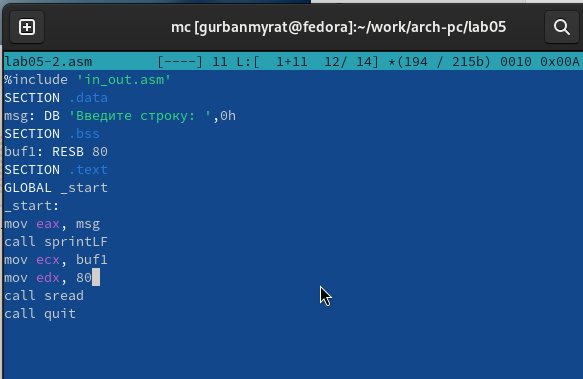 mc [gurbanmyrat@fedora]:~/work/arch-pc/lab05
lab05-2.asm [----] 11 L:[ 1+11 12/ 14] *(194 / 215b) 0010 0x00A
%include 'in_out.asm'
SECTION .data
msg: DB 'Введите строку: ',0h
SECTION .bss
buf1: RESB 80
SECTION .text
GLOBAL _start
_start:
mov eax, msg
call sprintLF
mov ecx, buf1
mov edx, 80
call sread
call quit